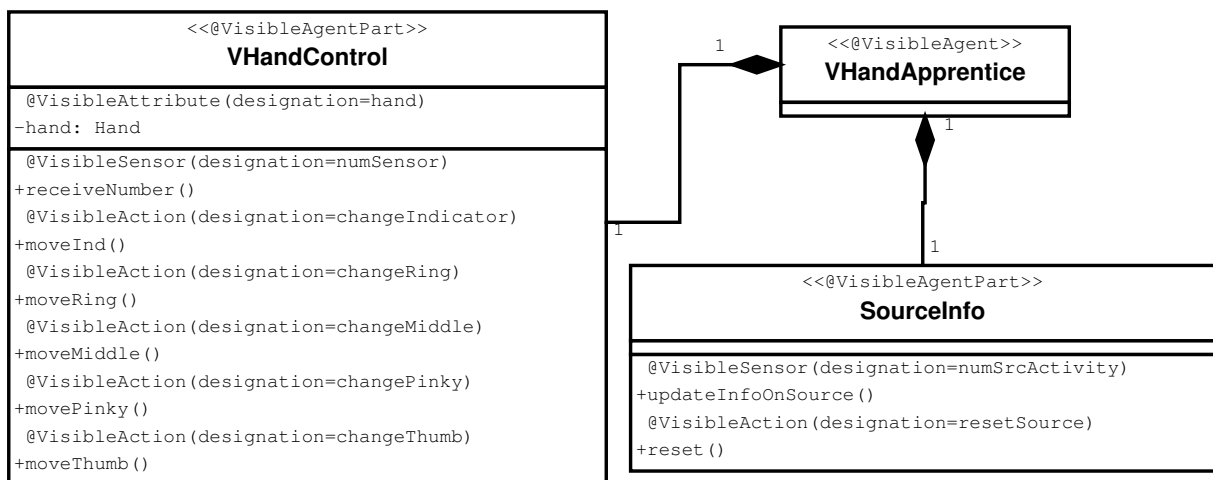 <<@VisibleAgentPart>>
VHandControl
@VisibleAttribute(designation=hand)
-hand: Hand
@VisibleSensor(designation=numSensor)
+receiveNumber()
@VisibleAction(designation=changeIndicator)
+moveInd()
@VisibleAction(designation=changeRing)
+moveRing()
@VisibleAction(designation=changeMiddle)
+moveMiddle()
@VisibleAction(designation=changePinky)
+movePinky()
@VisibleAction(designation=changeThumb)
+moveThumb()
1
1
<<@VisibleAgent>>
VHandApprentice
1
1
<<@VisibleAgentPart>>
SourceInfo
@VisibleSensor(designation=numSrcActivity)
+updateInfoOnSource()
@VisibleAction(designation=resetSource)
+reset()